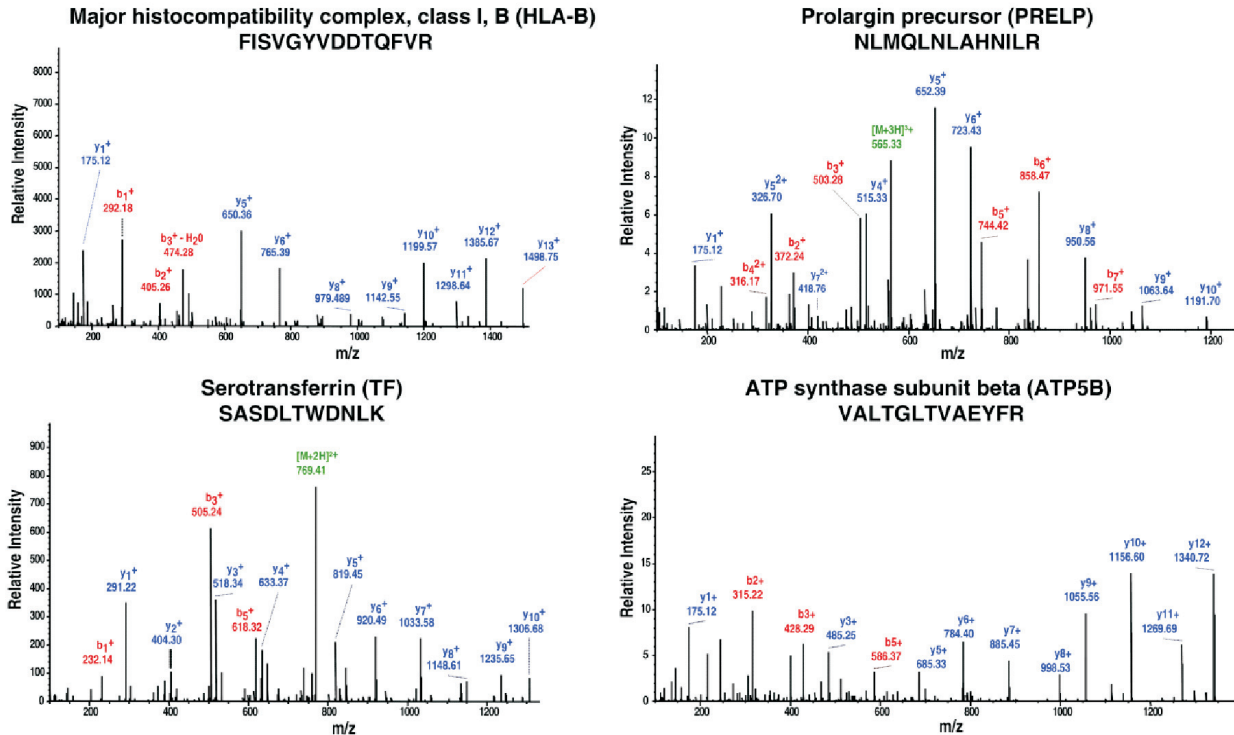 Major histocompatibility complex, class I, B (HLA-B)
FISVGYVDDTQFVR
Relative Intensity
8000
7000
6000
5000
4000
3000
2000
1000
0
y1+
175.12
b1+
292.18
b2+
405.26
b3+ - H20
474.28
y5+
650.36
y6+
765.39
y8+
979.489
y9+
1142.55
y10+
1199.57
y11+
1298.64
y12+
1385.67
y13+
1498.75
200 400 600 800 1000 1200 1400
m/z
Prolargin precursor (PRELP)
NLMQLNLAHNILR
Relative Intensity
12
10
8
6
4
2
0
y1+
175.12
b4 2+
316.17
y5 2+
326.70
b2+
372.24
y7 2+
418.76
b3+
503.28
y4+
515.33
[M+3H]3+
565.33
y5+
652.39
y6+
723.43
b5+
744.42
b6+
858.47
y8+
950.56
b7+
971.55
y9+
1063.64
y10+
1191.70
200 400 600 800 1000 1200
m/z
Serotransferrin (TF)
SASDLTWDNLK
Relative Intensity
900
800
700
600
500
400
300
200
100
0
b1+
232.14
y1+
291.22
y2+
404.30
b3+
505.24
y3+
518.34
b5+
618.32
y4+
633.37
[M+2H]2+
769.41
y5+
819.45
y6+
920.49
y7+
1033.58
y8+
1148.61
y9+
1235.65
y10+
1306.68
200 400 600 800 1000 1200
m/z
ATP synthase subunit beta (ATP5B)
VALTGLTVAEYFR
Relative Intensity
25
20
15
10
5
0
y1+
175.12
b2+
315.22
b3+
428.29
y3+
485.25
b5+
586.37
y5+
685.33
y6+
784.40
y7+
885.45
y8+
998.53
y9+
1055.56
y10+
1156.60
y11+
1269.69
y12+
1340.72
200 400 600 800 1000 1200
m/z